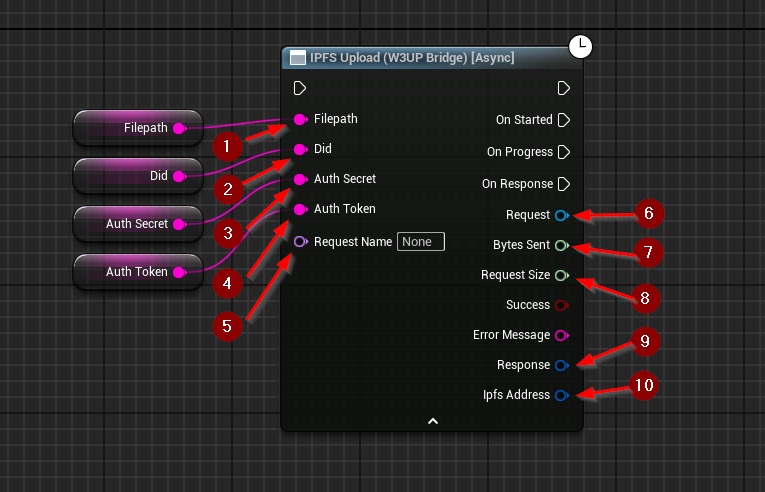 IPFS Upload (W3UP Bridge) [Async]
Filepath
Filepath
On Started
1
Did
Did
On Progress
2
Auth Secret
Auth Secret
On Response
3
Auth Token
Auth Token
Request
6
4
Request Name
None
Bytes Sent
7
5
Request Size
8
Success
Error Message
9
Response
10
Ipfs Address